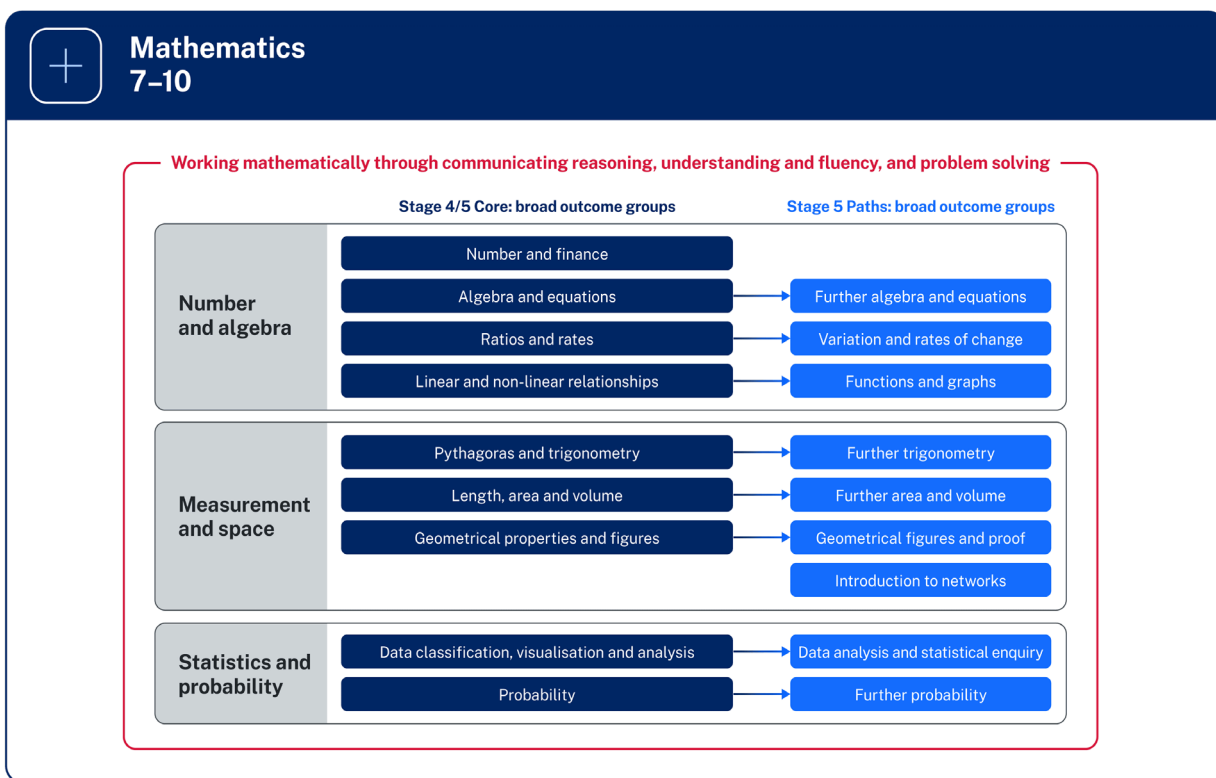 Mathematics
7–10
Working mathematically through communicating reasoning, understanding and fluency, and problem solving
Stage 4/5 Core: broad outcome groups
Stage 5 Paths: broad outcome groups
Number
and algebra
Number and finance
Algebra and equations
Further algebra and equations
Ratios and rates
Variation and rates of change
Linear and non-linear relationships
Functions and graphs
Measurement
and space
Pythagoras and trigonometry
Further trigonometry
Length, area and volume
Further area and volume
Geometrical properties and figures
Geometrical figures and proof
Introduction to networks
Statistics and
probability
Data classification, visualisation and analysis
Data analysis and statistical enquiry
Probability
Further probability